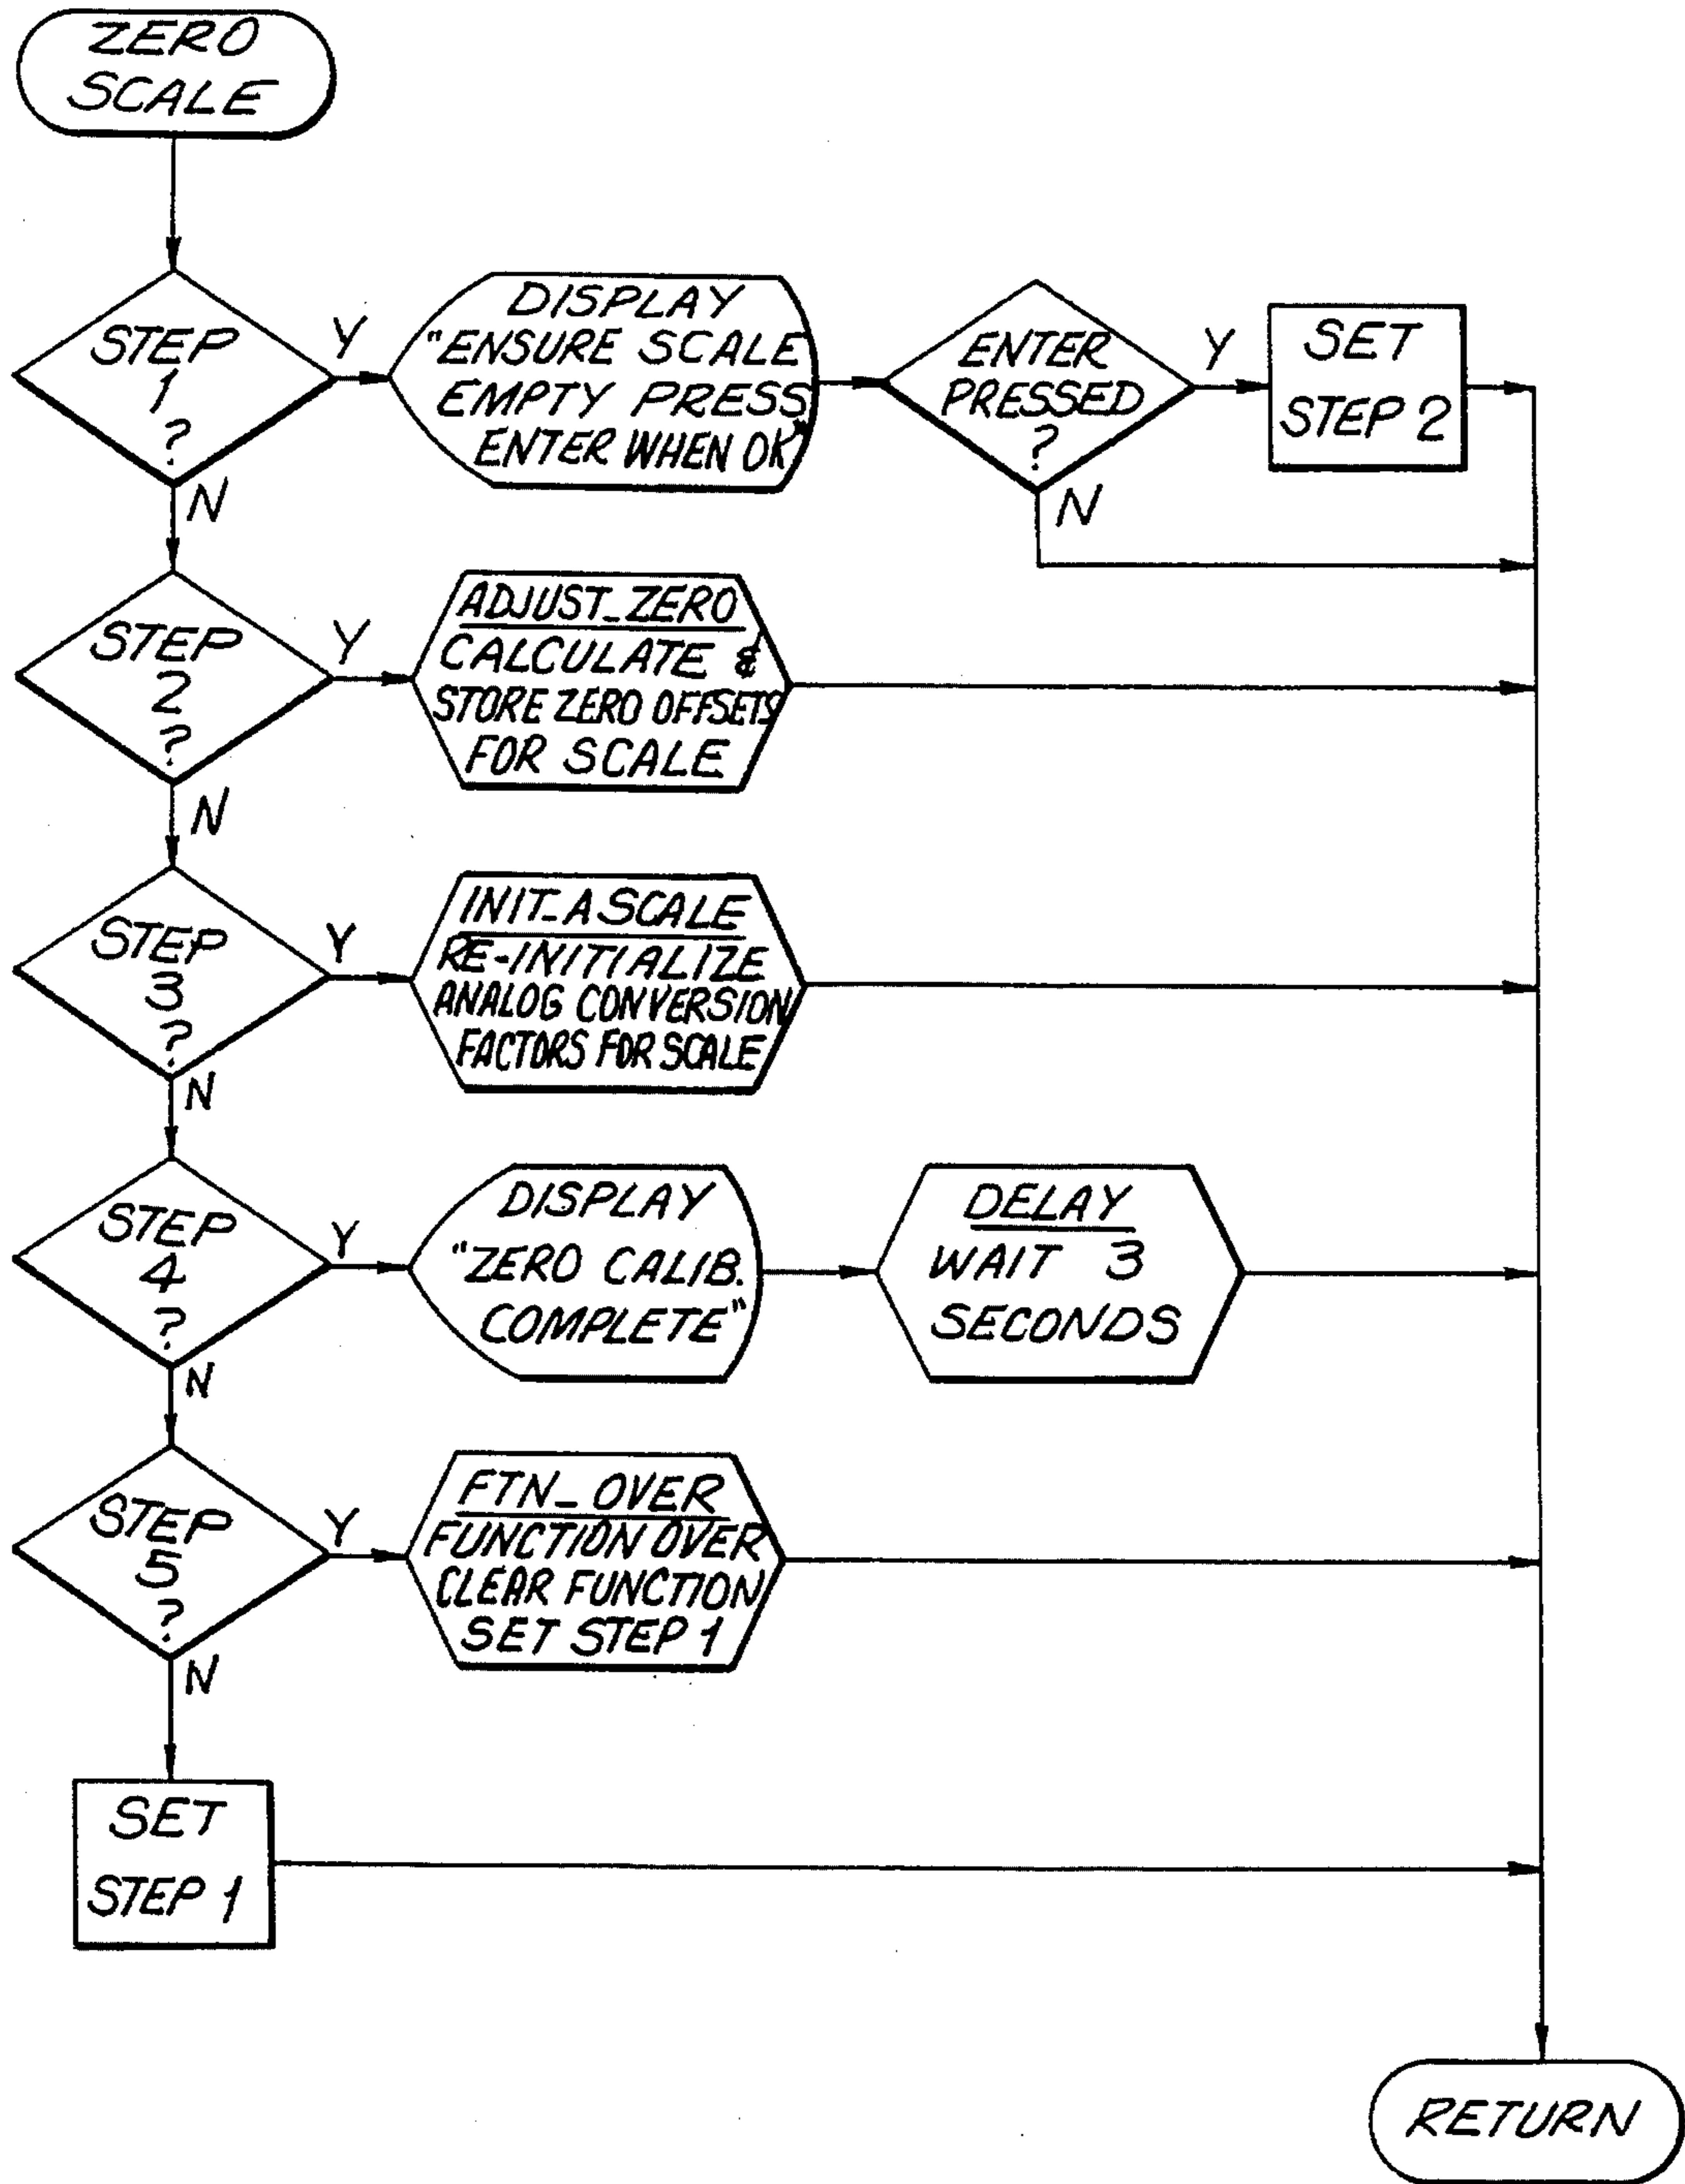 ZERO
SCALE
STEP
1
?
Y
N
DISPLAY
"ENSURE SCALE
EMPTY PRESS
ENTER WHEN OK"
ENTER
PRESSED
?
Y
N
SET
STEP 2
STEP
2
?
Y
N
ADJUST_ZERO
CALCULATE &
STORE ZERO OFFSETS
FOR SCALE
STEP
3
?
Y
N
INIT_ASCALE
RE-INITIALIZE
ANALOG CONVERSION
FACTORS FOR SCALE
STEP
4
?
Y
N
DISPLAY
"ZERO CALIB.
COMPLETE"
DELAY
WAIT 3
SECONDS
STEP
5
?
Y
N
FTN_OVER
FUNCTION OVER
CLEAR FUNCTION
SET STEP 1
SET
STEP 1
RETURN